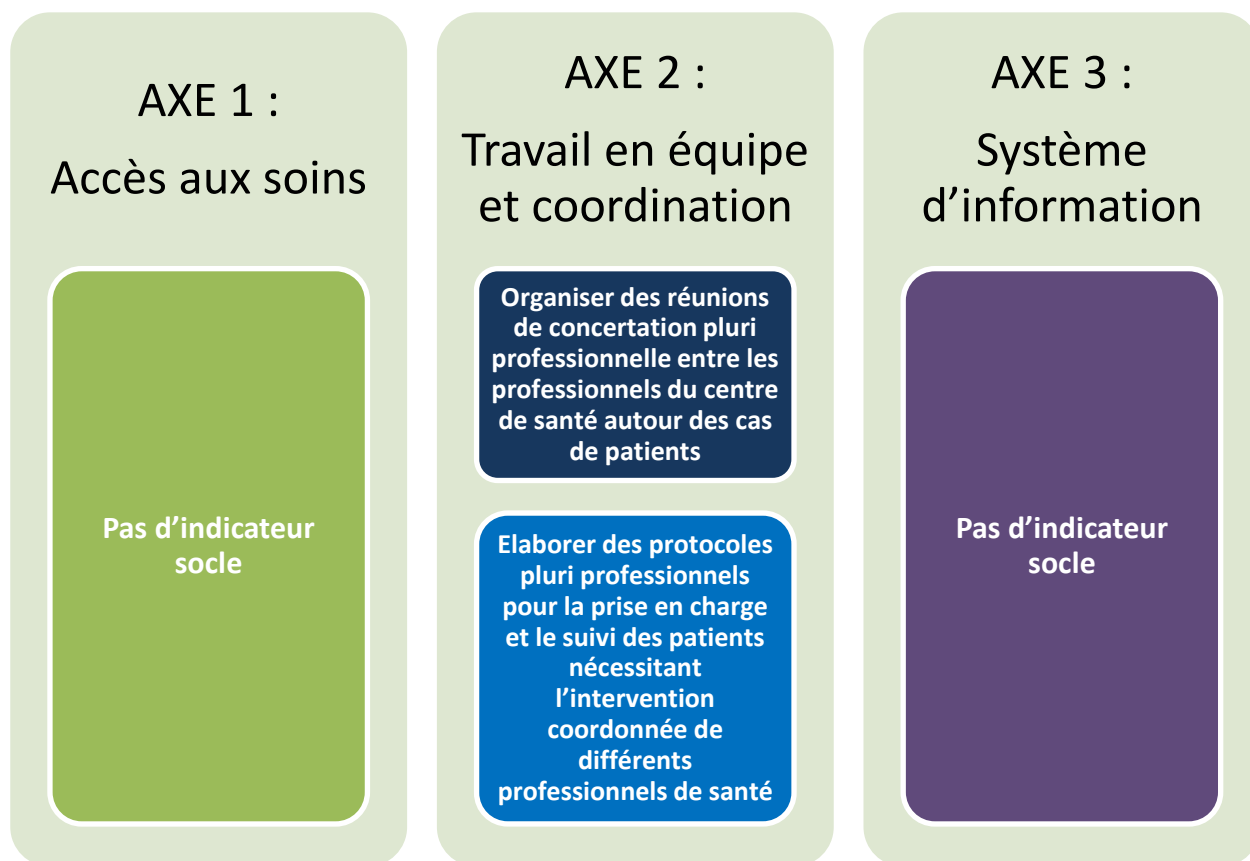 AXE 1 :
Accès aux soins
Pas d’indicateur
socle
AXE 2 :
Travail en équipe
et coordination
Organiser des réunions
de concertation pluri
professionnelle entre les
professionnels du centre
de santé autour des cas
de patients
Elaborer des protocoles
pluri professionnels
pour la prise en charge
et le suivi des patients
nécessitant
l’intervention
coordonnée de
différents
professionnels de santé
AXE 3 :
Système
d’information
Pas d’indicateur
socle